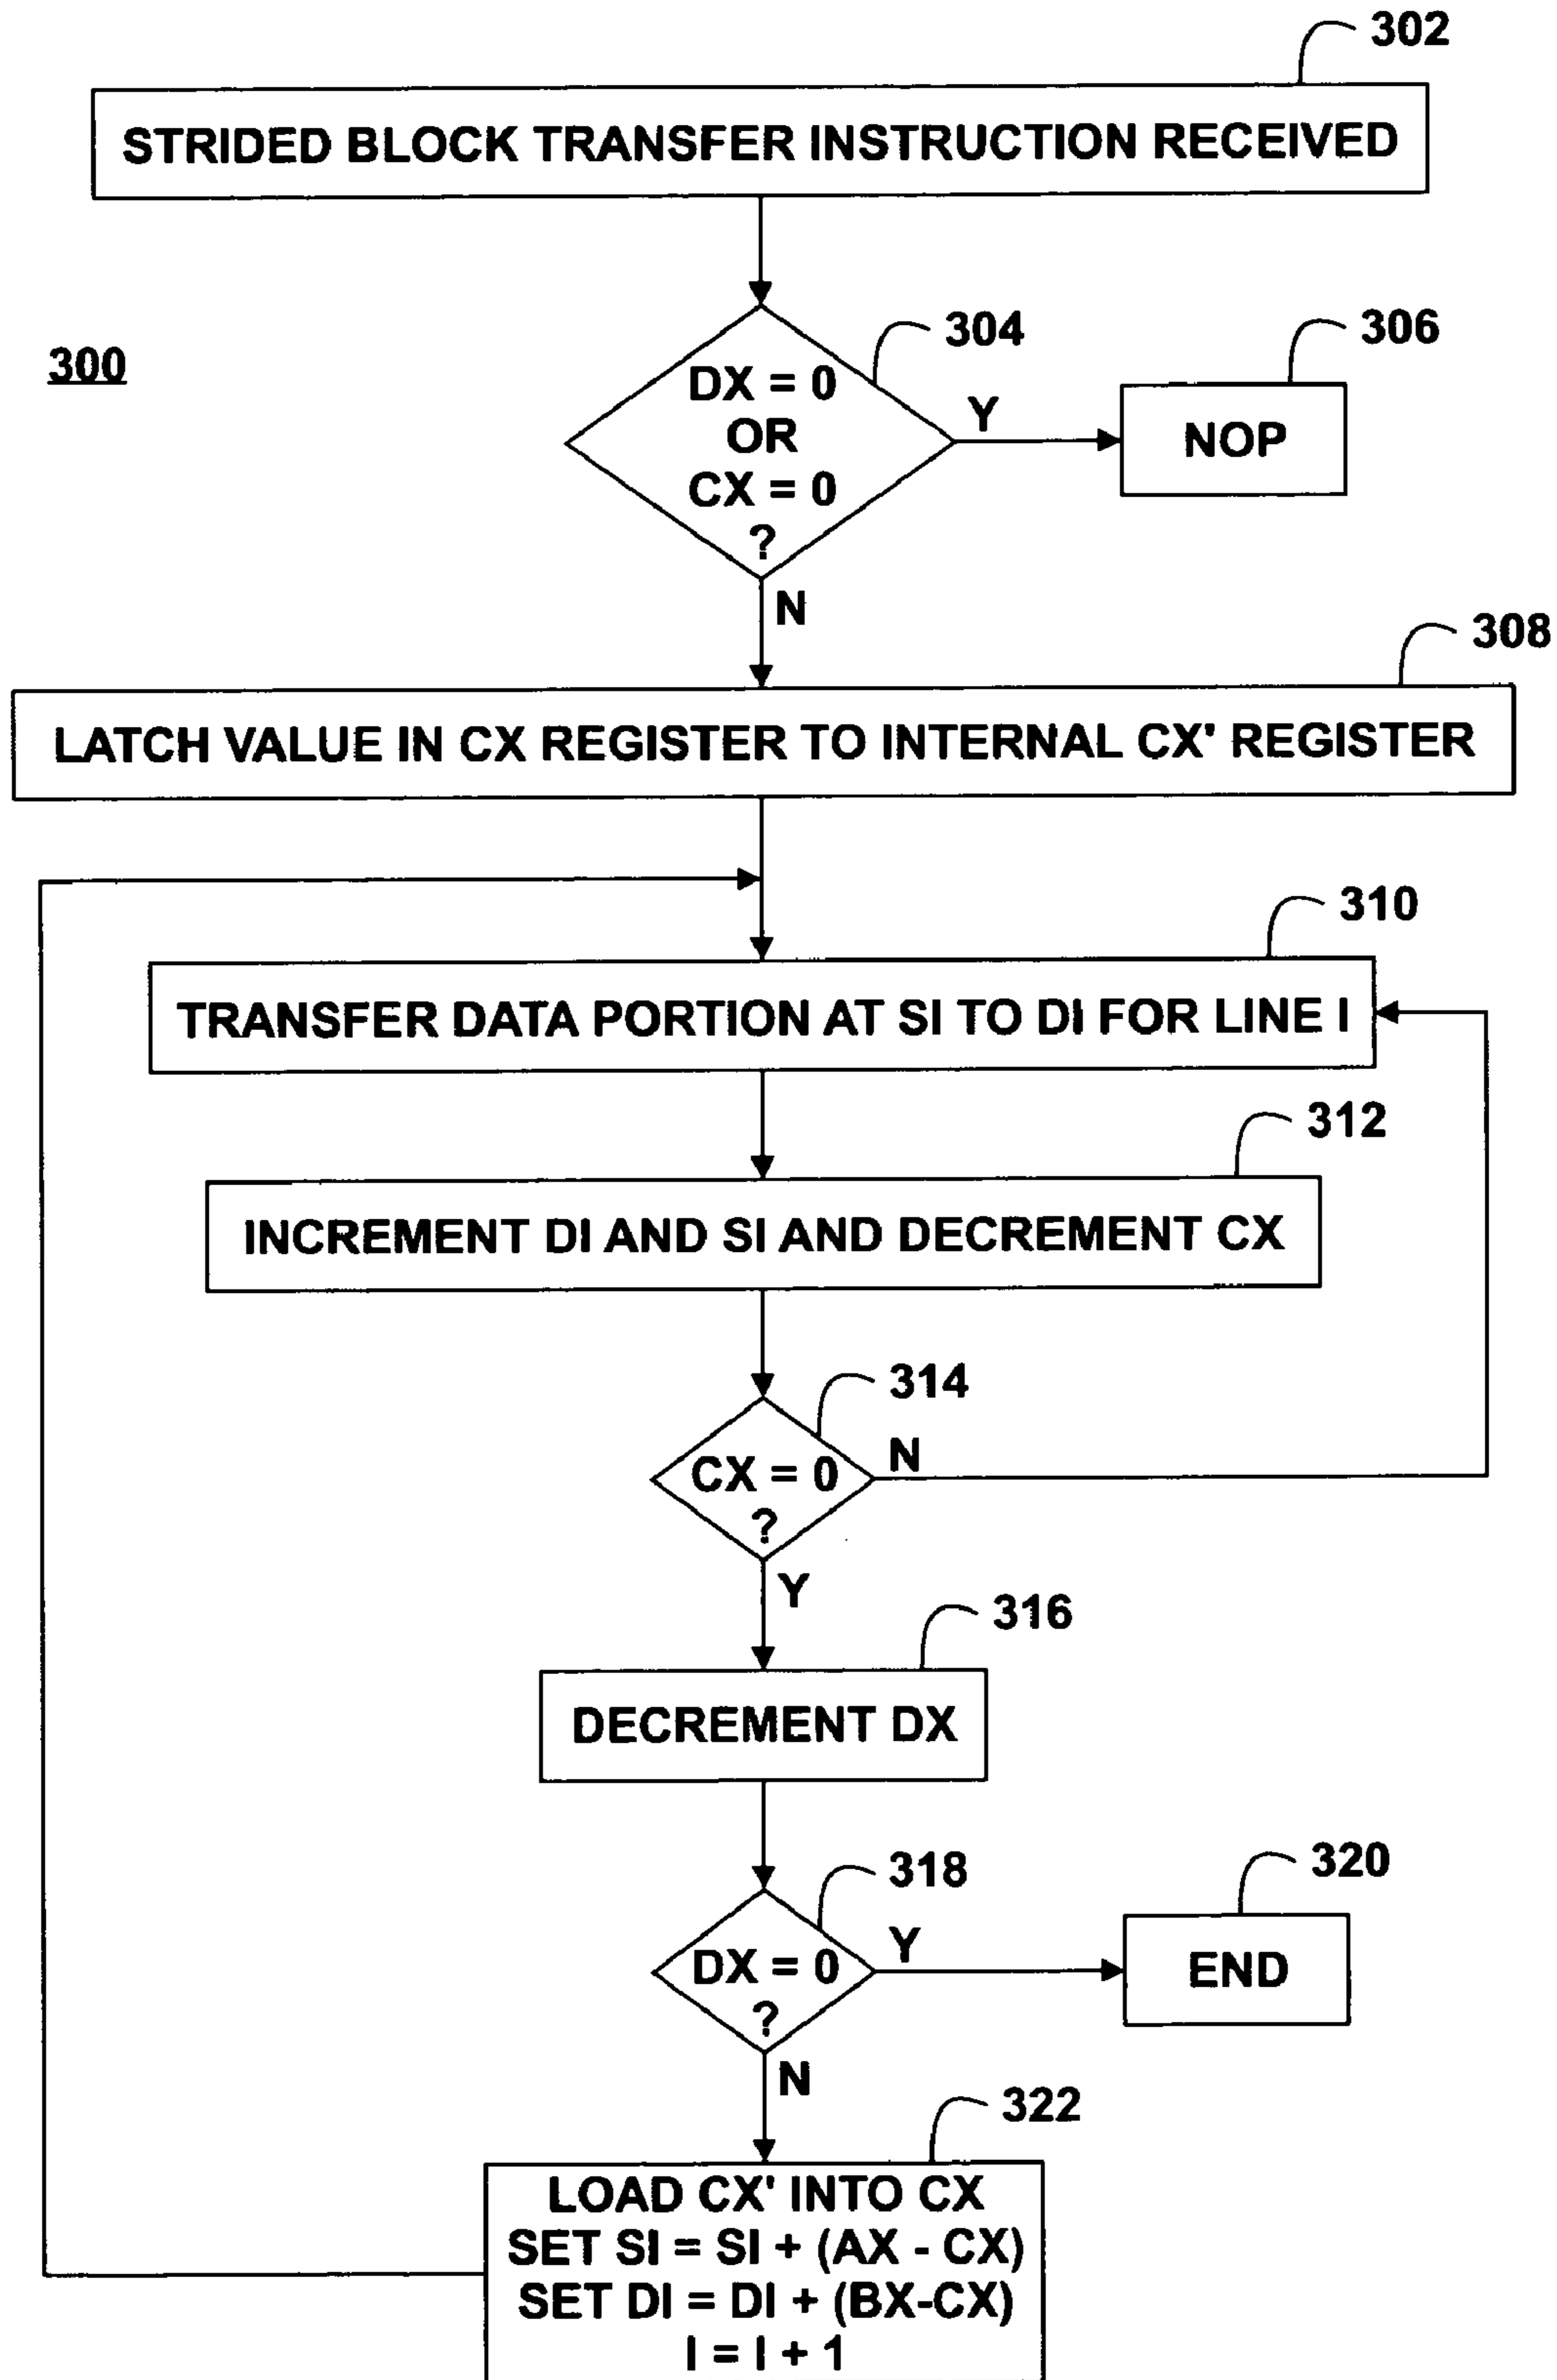 302
STRIDED BLOCK TRANSFER INSTRUCTION RECEIVED
300
304
DX = 0
OR
CX = 0
?
Y
306
NOP
N
308
LATCH VALUE IN CX REGISTER TO INTERNAL CX' REGISTER
310
TRANSFER DATA PORTION AT SI TO DI FOR LINE I
312
INCREMENT DI AND SI AND DECREMENT CX
314
CX = 0
?
N
Y
316
DECREMENT DX
318
DX = 0
?
Y
320
END
N
322
LOAD CX' INTO CX
SET SI = SI + (AX - CX)
SET DI = DI + (BX-CX)
I = I + 1